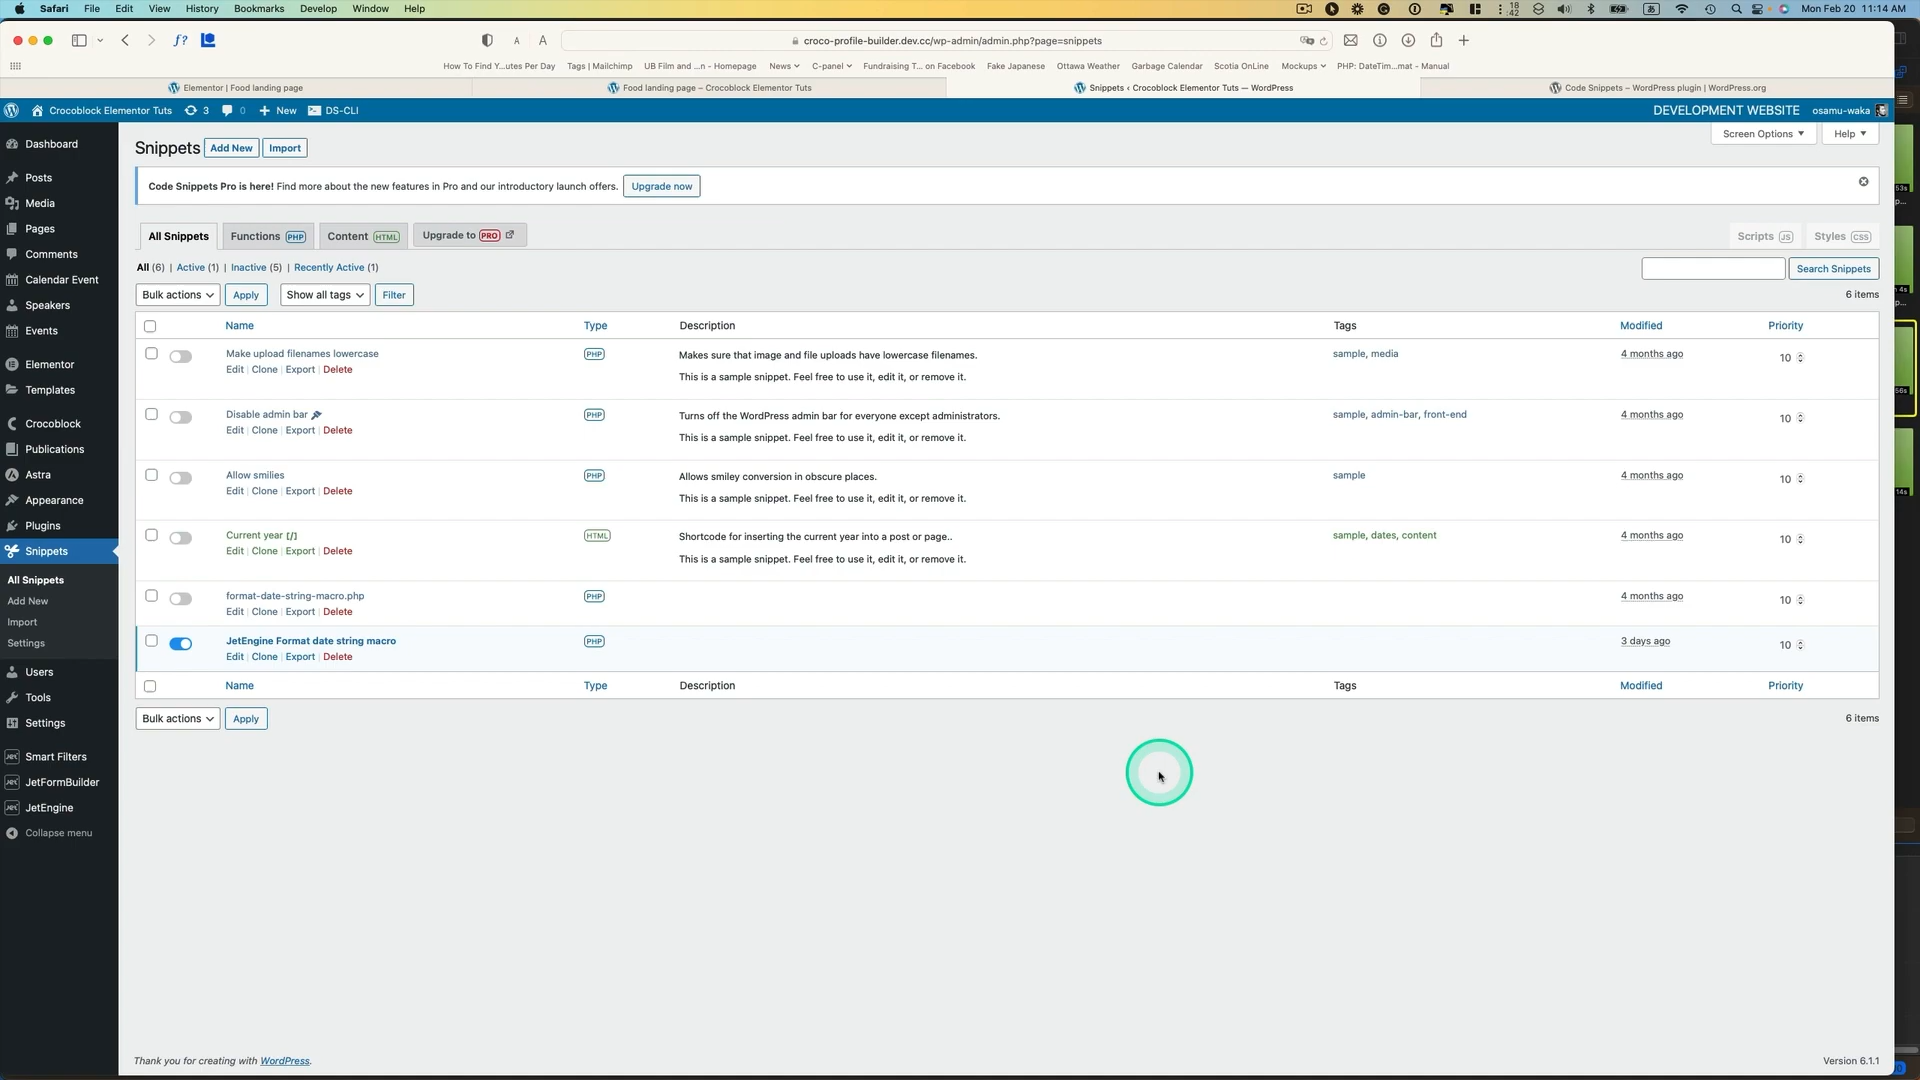 Safari File Edit View History Bookmarks Develop Window Help
18
42
Mon Feb 20 11:14 AM
croco-profile-builder.dev.cc/wp-admin/admin.php?page=snippets
How To Find Y...utes Per Day Tags | Mailchimp UB Film and ...n - Homepage News C-panel Fundraising T... on Facebook Fake Japanese Ottawa Weather Garbage Calendar Scotia OnLine Mockups PHP: DateTim...mat - Manual
Elementor | Food landing page
Food landing page – Crocoblock Elementor Tuts
Snippets ‹ Crocoblock Elementor Tuts — WordPress
Code Snippets – WordPress plugin | WordPress.org
Crocoblock Elementor Tuts 3 0 New DS-CLI
DEVELOPMENT WEBSITE osamu-waka
Dashboard
Posts
Media
Pages
Comments
Calendar Event
Speakers
Events
Elementor
Templates
Crocoblock
Publications
Astra
Appearance
Plugins
Snippets
All Snippets
Add New
Import
Settings
Users
Tools
Settings
Smart Filters
JetFormBuilder
JetEngine
Collapse menu
Screen Options Help
Snippets Add New Import
Code Snippets Pro is here! Find more about the new features in Pro and our introductory launch offers. Upgrade now
All Snippets Functions PHP Content HTML Upgrade to PRO
Scripts JS Styles CSS
All (6) | Active (1) | Inactive (5) | Recently Active (1)
Search Snippets
Bulk actions Apply Show all tags Filter
6 items
Name Type Description Tags Modified Priority
Make upload filenames lowercase PHP Makes sure that image and file uploads have lowercase filenames. sample, media 4 months ago 10
Edit | Clone | Export | Delete This is a sample snippet. Feel free to use it, edit it, or remove it.
Disable admin bar PHP Turns off the WordPress admin bar for everyone except administrators. sample, admin-bar, front-end 4 months ago 10
Edit | Clone | Export | Delete This is a sample snippet. Feel free to use it, edit it, or remove it.
Allow smilies PHP Allows smiley conversion in obscure places. sample 4 months ago 10
Edit | Clone | Export | Delete This is a sample snippet. Feel free to use it, edit it, or remove it.
Current year [/] HTML Shortcode for inserting the current year into a post or page.. sample, dates, content 4 months ago 10
Edit | Clone | Export | Delete This is a sample snippet. Feel free to use it, edit it, or remove it.
format-date-string-macro.php PHP 4 months ago 10
Edit | Clone | Export | Delete
JetEngine Format date string macro PHP 3 days ago 10
Edit | Clone | Export | Delete
Name Type Description Tags Modified Priority
Bulk actions Apply
6 items
Thank you for creating with WordPress.
Version 6.1.1